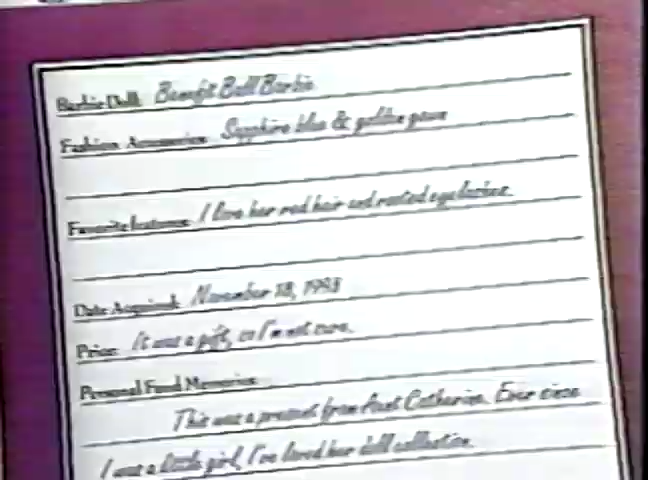 Barbie Doll: Benefit Ball Barbie
Fashion Accessories: Sapphire blue & golden gown
Favorite features: I love her red hair and rooted eyelashes.
Date Acquired: November 18, 1993
Price: It was a gift, so I'm not sure.
Personal Fond Memories:
This was a present from Aunt Catharine. Ever since
I was a little girl, I've loved her doll collection.